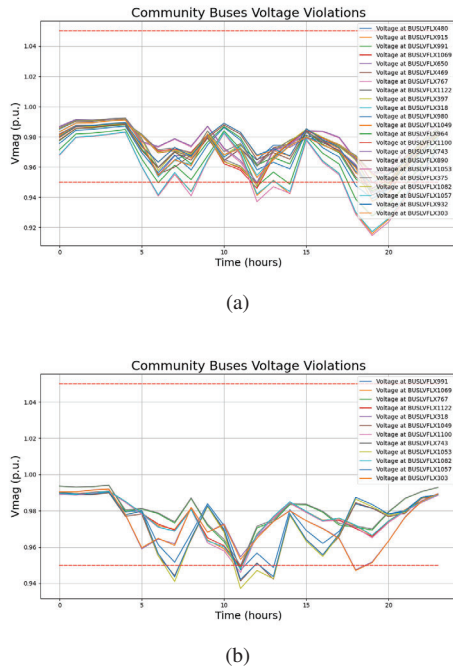 Community Buses Voltage Violations
Vmag (p.u.)
1.04
1.02
1.00
0.98
0.96
0.94
0.92
Voltage at BUSLVFLX480
Voltage at BUSLVFLX915
Voltage at BUSLVFLX991
Voltage at BUSLVFLX1069
Voltage at BUSLVFLX650
Voltage at BUSLVFLX469
Voltage at BUSLVFLX767
Voltage at BUSLVFLX1122
Voltage at BUSLVFLX397
Voltage at BUSLVFLX318
Voltage at BUSLVFLX980
Voltage at BUSLVFLX1049
Voltage at BUSLVFLX964
Voltage at BUSLVFLX1100
Voltage at BUSLVFLX743
Voltage at BUSLVFLX890
Voltage at BUSLVFLX1053
Voltage at BUSLVFLX375
Voltage at BUSLVFLX1082
Voltage at BUSLVFLX1057
Voltage at BUSLVFLX932
Voltage at BUSLVFLX303
0 5 10 15 20
Time (hours)
(a)
Community Buses Voltage Violations
Vmag (p.u.)
1.04
1.02
1.00
0.98
0.96
0.94
Voltage at BUSLVFLX991
Voltage at BUSLVFLX1069
Voltage at BUSLVFLX767
Voltage at BUSLVFLX1122
Voltage at BUSLVFLX318
Voltage at BUSLVFLX1049
Voltage at BUSLVFLX1100
Voltage at BUSLVFLX743
Voltage at BUSLVFLX1053
Voltage at BUSLVFLX1082
Voltage at BUSLVFLX1057
Voltage at BUSLVFLX303
0 5 10 15 20
Time (hours)
(b)